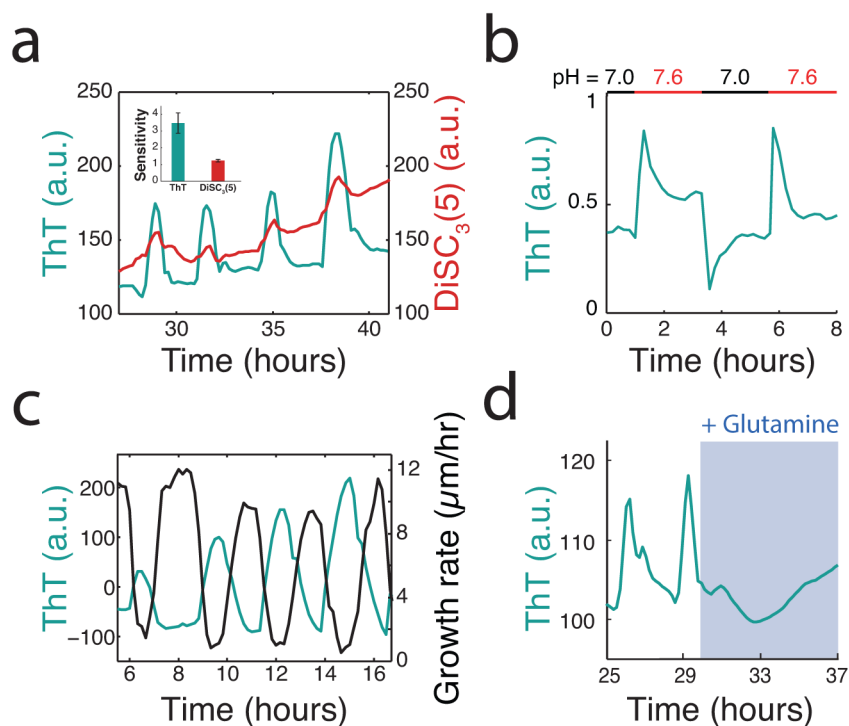 a
250
200
150
100
ThT (a.u.)
Sensitivity
4
3
2
1
0
ThT
DiSC3(5)
250
200
150
100
DiSC3(5) (a.u.)
30
35
40
Time (hours)
b
pH = 7.0 7.6 7.0 7.6
1
0.5
0
ThT (a.u.)
0 2 4 6 8
Time (hours)
c
200
100
0
−100
ThT (a.u.)
12
8
4
0
Growth rate (μm/hr)
6 8 10 12 14 16
Time (hours)
d
+ Glutamine
120
110
100
ThT (a.u.)
25 29 33 37
Time (hours)